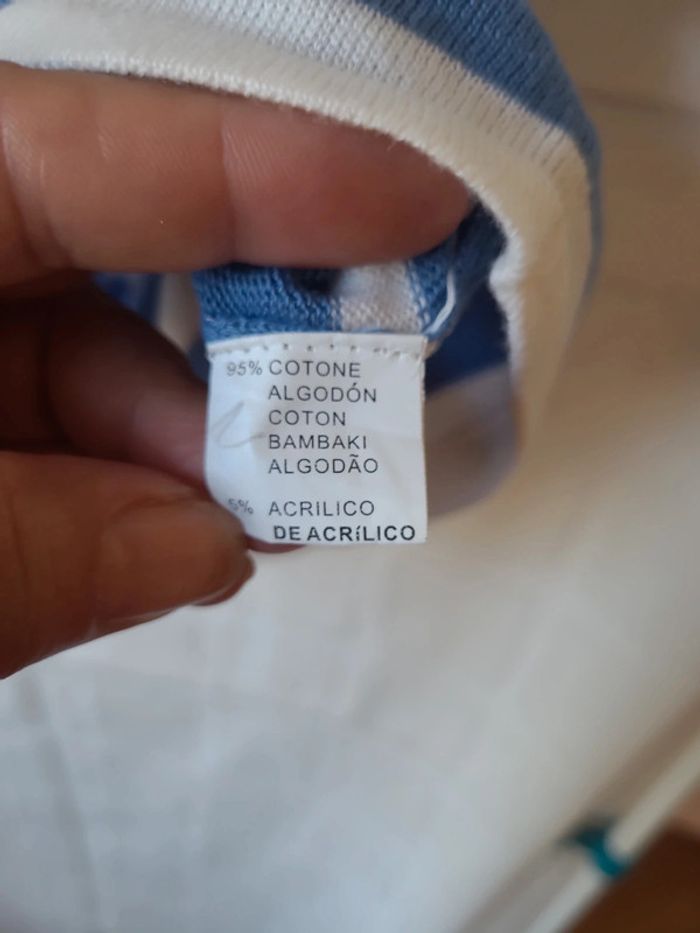 95% COTONE
ALGODÓN
COTON
BAMBAKI
ALGODÃO
5% ACRILICO
DE ACRíLICO